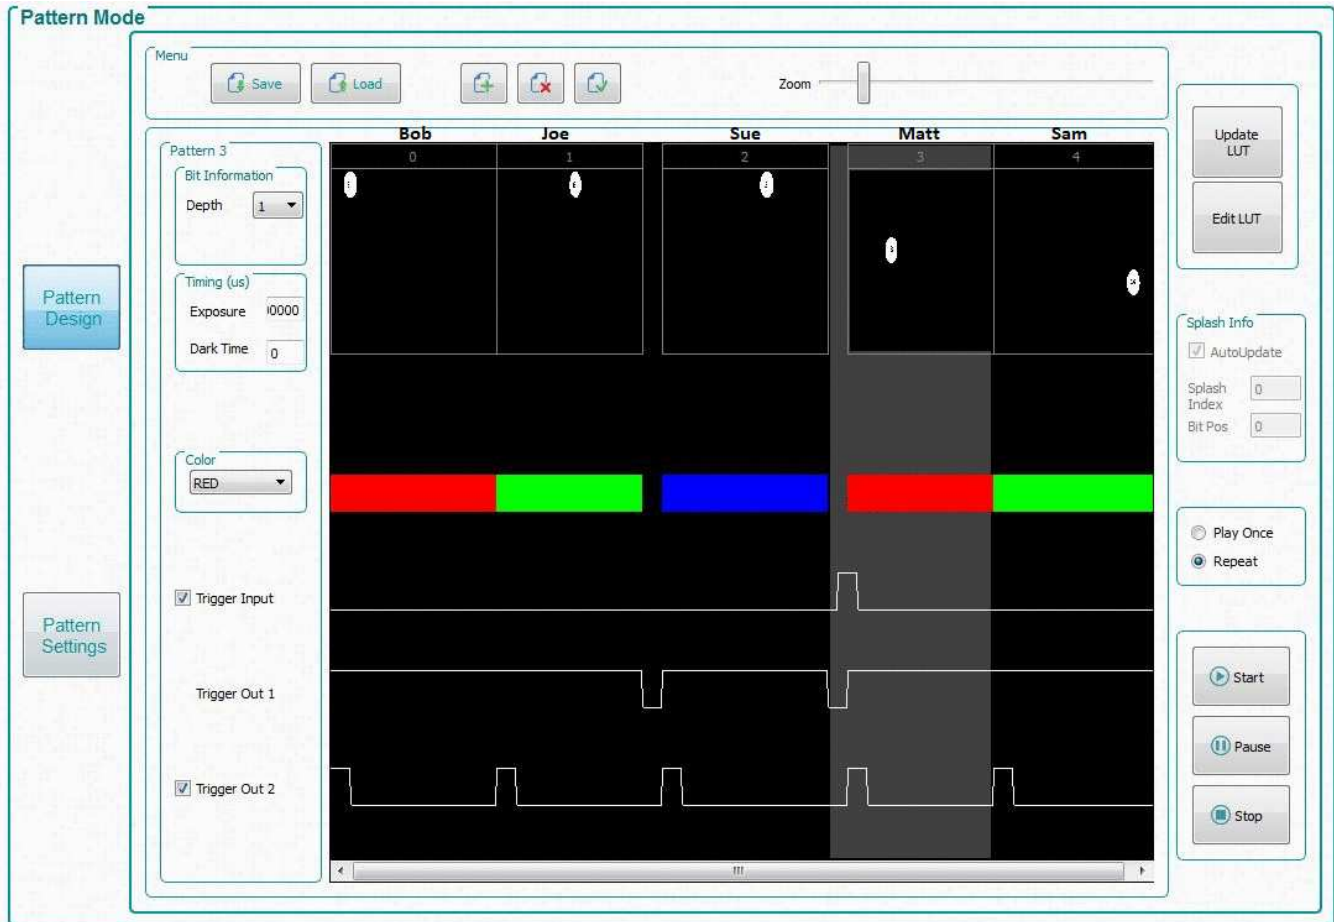 Pattern Mode
Menu
Save
Load
Zoom
Update
LUT
Edit LUT
Bob Joe Sue Matt Sam
0 1 2 3 4
Pattern 3
Bit Information
Depth 1
Timing (us)
Exposure 00000
Dark Time 0
Pattern
Design
Splash Info
AutoUpdate
Splash
Index 0
Bit Pos 0
Color
RED
Play Once
Repeat
Trigger Input
Pattern
Settings
Trigger Out 1
Trigger Out 2
Start
Pause
Stop